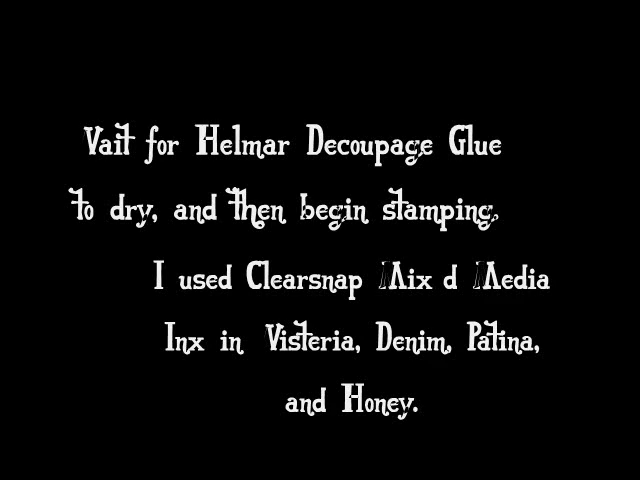 Vait for Helmar Decoupage Glue
to dry, and then begin stamping.
I used Clearsnap Mix d Media
Inx in Visteria, Denim, Patina,
and Honey.